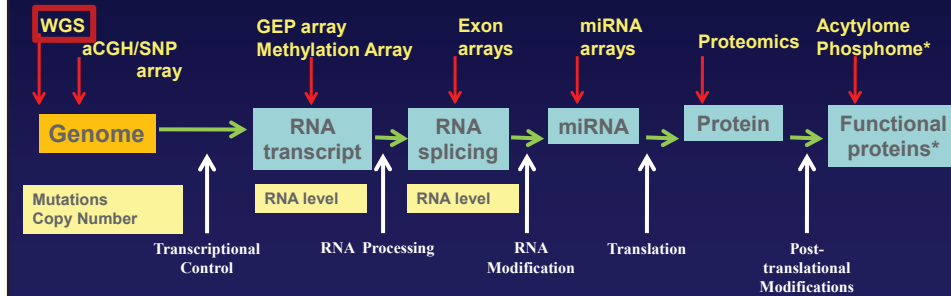 WGS
aCGH/SNP
array
GEP array
Methylation Array
Exon
arrays
miRNA
arrays
Proteomics
Acytylome
Phosphome*
Genome
RNA
transcript
RNA
splicing
miRNA
Protein
Functional
proteins*
Mutations
Copy Number
RNA level
RNA level
Transcriptional
Control
RNA Processing
RNA
Modification
Translation
Post-
translational
Modifications